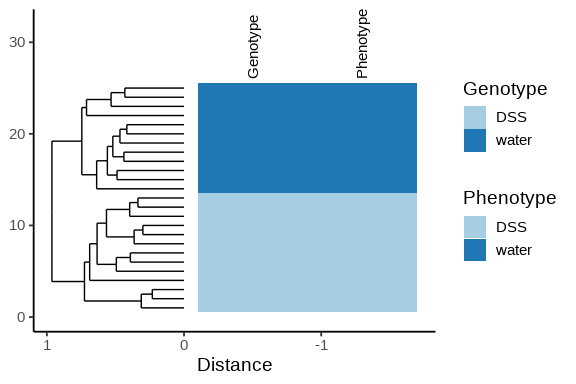 Genotype
Phenotype
30
20
10
0
1
0
-1
Distance
Genotype
DSS
water
Phenotype
DSS
water